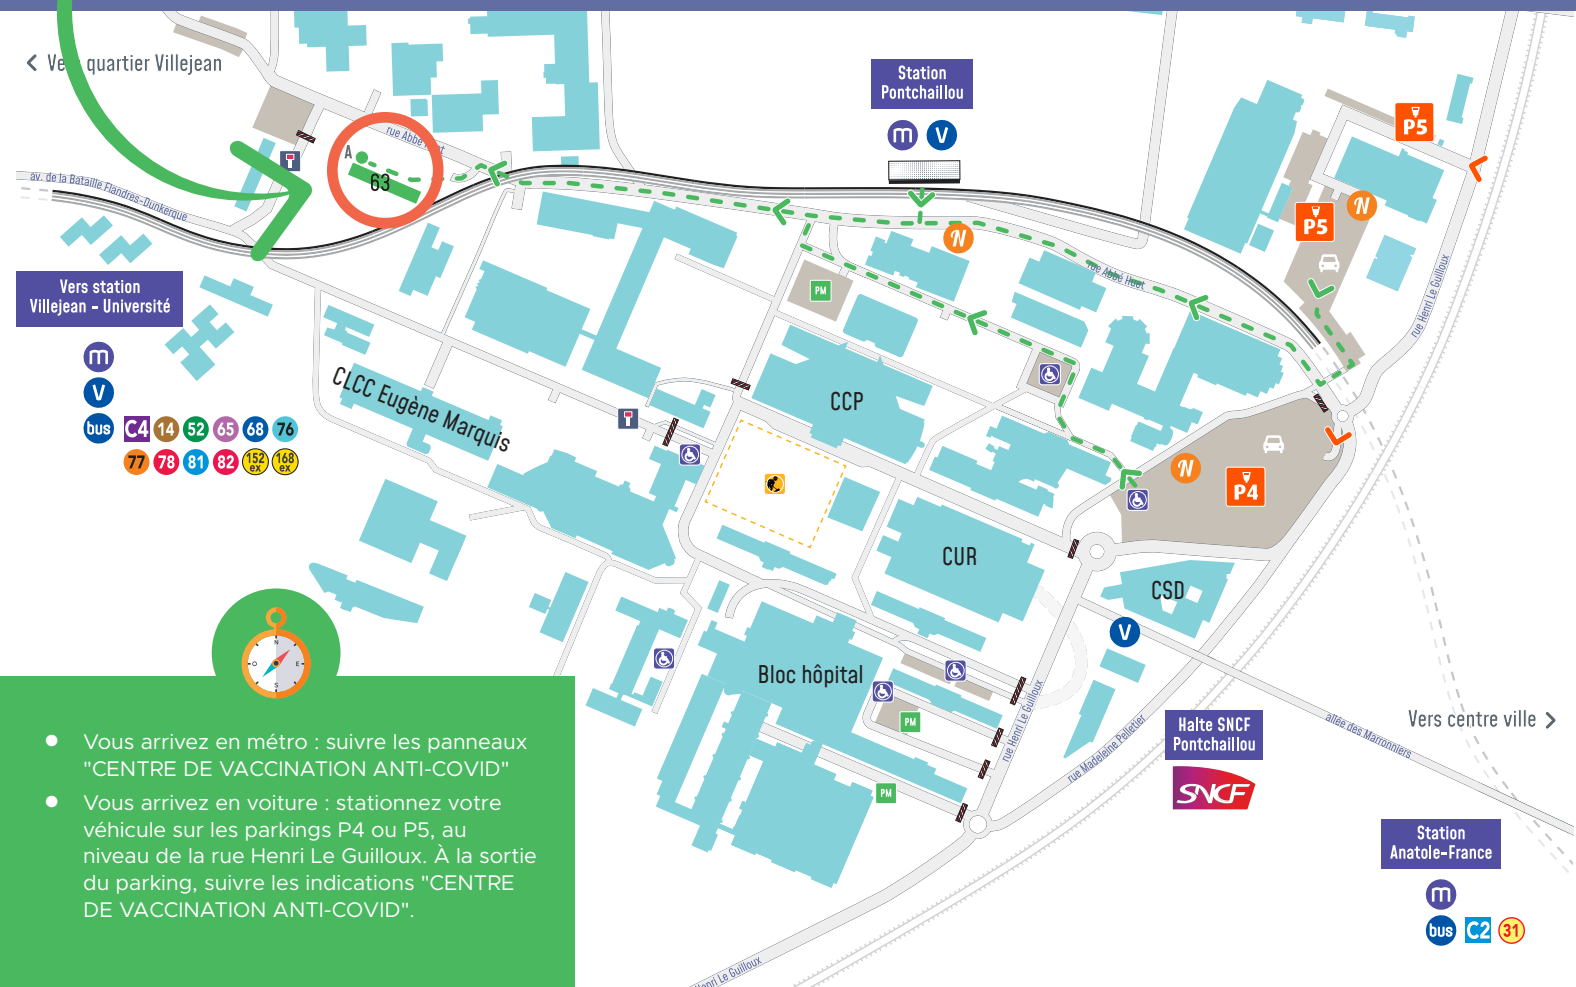 Vers quartier Villejean
Station
Pontchaillou
m
V
P5
rue Abbé Huet
A
63
av. de la Bataille Flandres-Dunkerque
N
P5
N
rue Abbé Huet
rue Henri Le Guilloux
PM
Vers station
Villejean - Université
m
V
bus C4 14 52 65 68 76
77 78 81 82 152 ex 168 ex
CLCC Eugène Marquis
CCP
N
P4
CUR
CSD
V
Bloc hôpital
PM
PM
rue Henri Le Guilloux
rue Madeleine Pelletier
Halte SNCF
Pontchaillou
SNCF
allée des Marronniers
Vers centre ville
Station
Anatole-France
m
bus C2 31
Henri Le Guilloux
N
O E
S
Vous arrivez en métro : suivre les panneaux
"CENTRE DE VACCINATION ANTI-COVID"
Vous arrivez en voiture : stationnez votre
véhicule sur les parkings P4 ou P5, au
niveau de la rue Henri Le Guilloux. À la sortie
du parking, suivre les indications "CENTRE
DE VACCINATION ANTI-COVID".